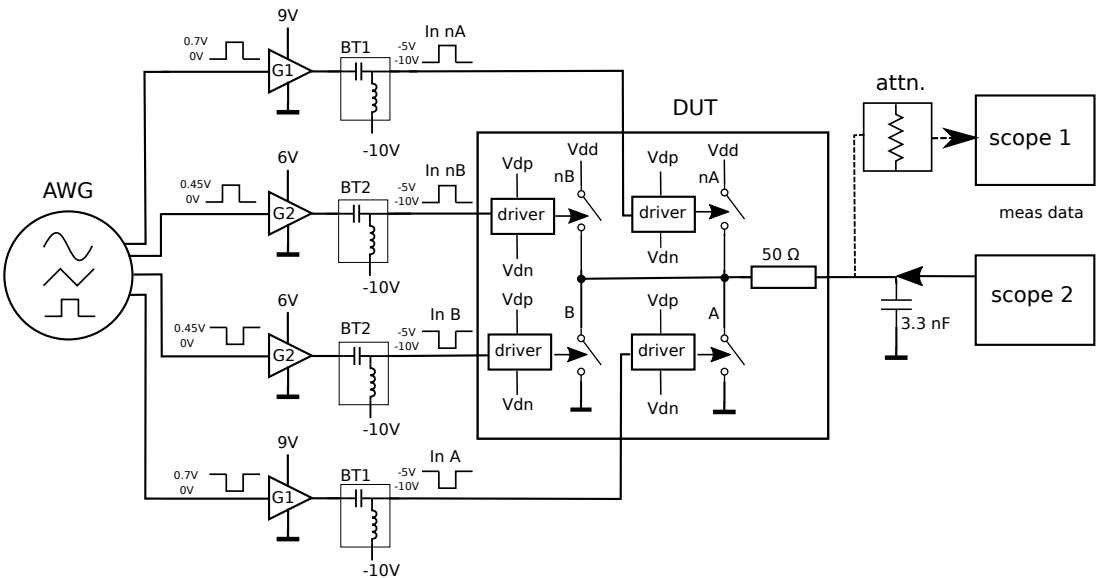 AWG
0.7V
0V
9V
G1
BT1
-10V
-5V
-10V
In nA
0.45V
0V
6V
G2
BT2
-10V
-5V
-10V
In nB
0.45V
0V
6V
G2
BT2
-10V
-5V
-10V
In B
0.7V
0V
9V
G1
BT1
-10V
-5V
-10V
In A
DUT
Vdp
driver
Vdn
Vdd
nB
Vdp
driver
Vdn
Vdd
nA
Vdp
driver
Vdn
B
Vdp
driver
Vdn
A
50 Ω
attn.
scope 1
meas data
scope 2
3.3 nF